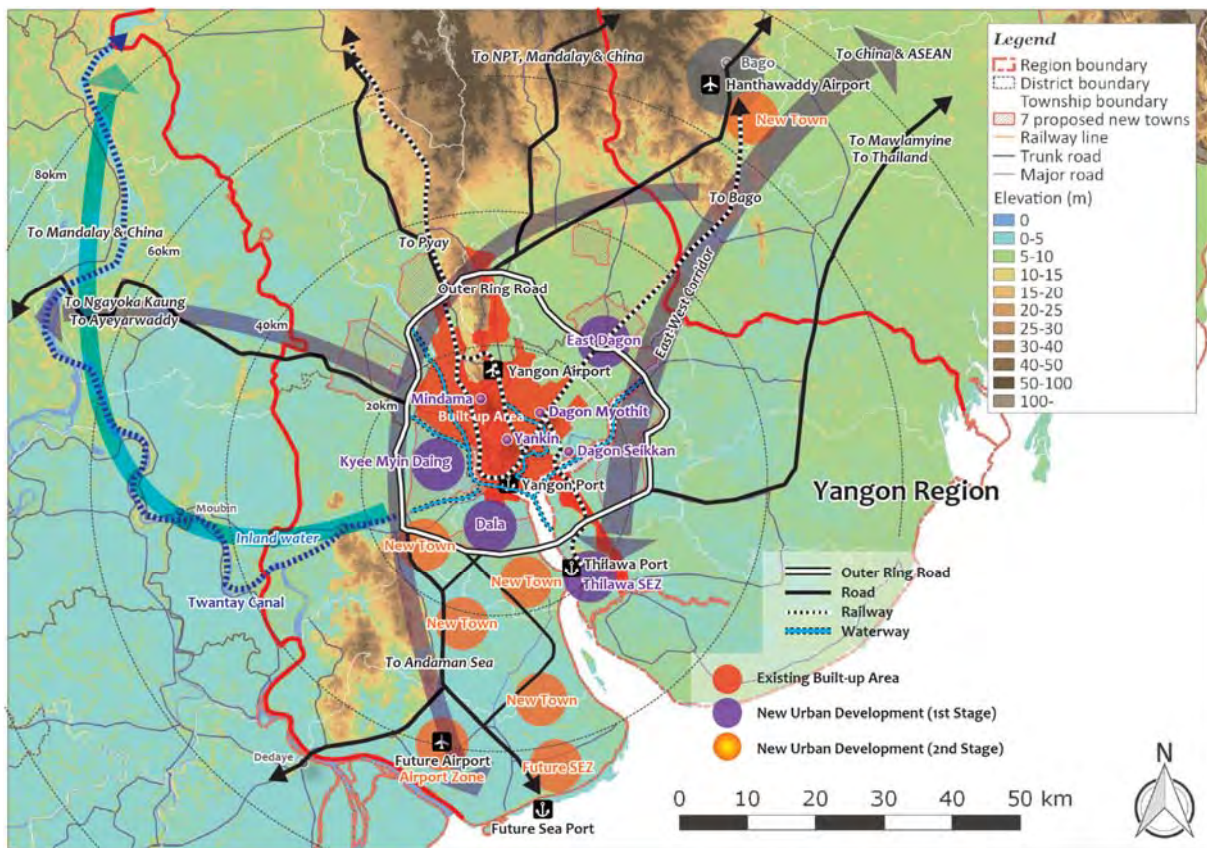 To NPT, Mandalay & China
To China & ASEAN
Bago
Hanthawaddy Airport
New Town
To Mawlamyine
To Thailand
80km
To Mandalay & China
60km
To Pyay
To Bago
To Ngayoka Kaung
To Ayeyarwaddy
40km
Outer Ring Road
East-West Corridor
East Dagon
Yangon Airport
20km
Mindama
Built-up Area
Dagon Myothit
Yankin
Dagon Seikkan
Kyee Myin Daing
Yangon Port
Yangon Region
Moubin
Inland water
Dala
New Town
Thilawa Port
Thilawa SEZ
New Town
Twantay Canal
New Town
To Andaman Sea
New Town
Dedaye
Future Airport
Airport Zone
Future SEZ
Future Sea Port
Legend
Region boundary
District boundary
Township boundary
7 proposed new towns
Railway line
Trunk road
Major road
Elevation (m)
0
0-5
5-10
10-15
15-20
20-25
25-30
30-40
40-50
50-100
100-
Outer Ring Road
Road
Railway
Waterway
Existing Built-up Area
New Urban Development (1st Stage)
New Urban Development (2nd Stage)
0 10 20 30 40 50 km
N